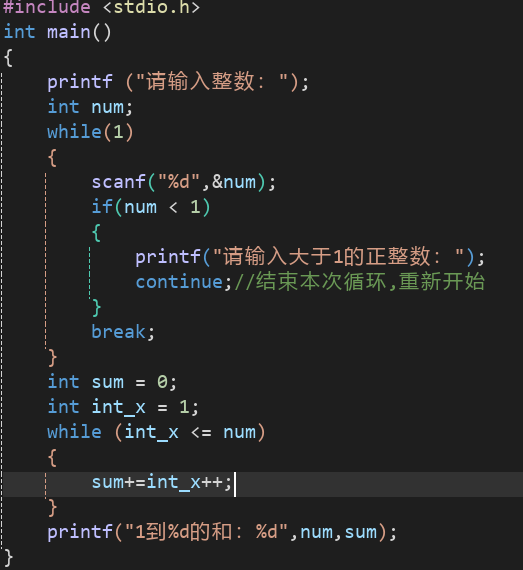 #include <stdio.h>
int main()
{
printf ("请输入整数: ");
int num;
while(1)
{
scanf("%d",&num);
if(num < 1)
{
printf("请输入大于1的正整数: ");
continue;//结束本次循环,重新开始
}
break;
}
int sum = 0;
int int_x = 1;
while (int_x <= num)
{
sum+=int_x++;
}
printf("1到%d的和: %d",num,sum);
}